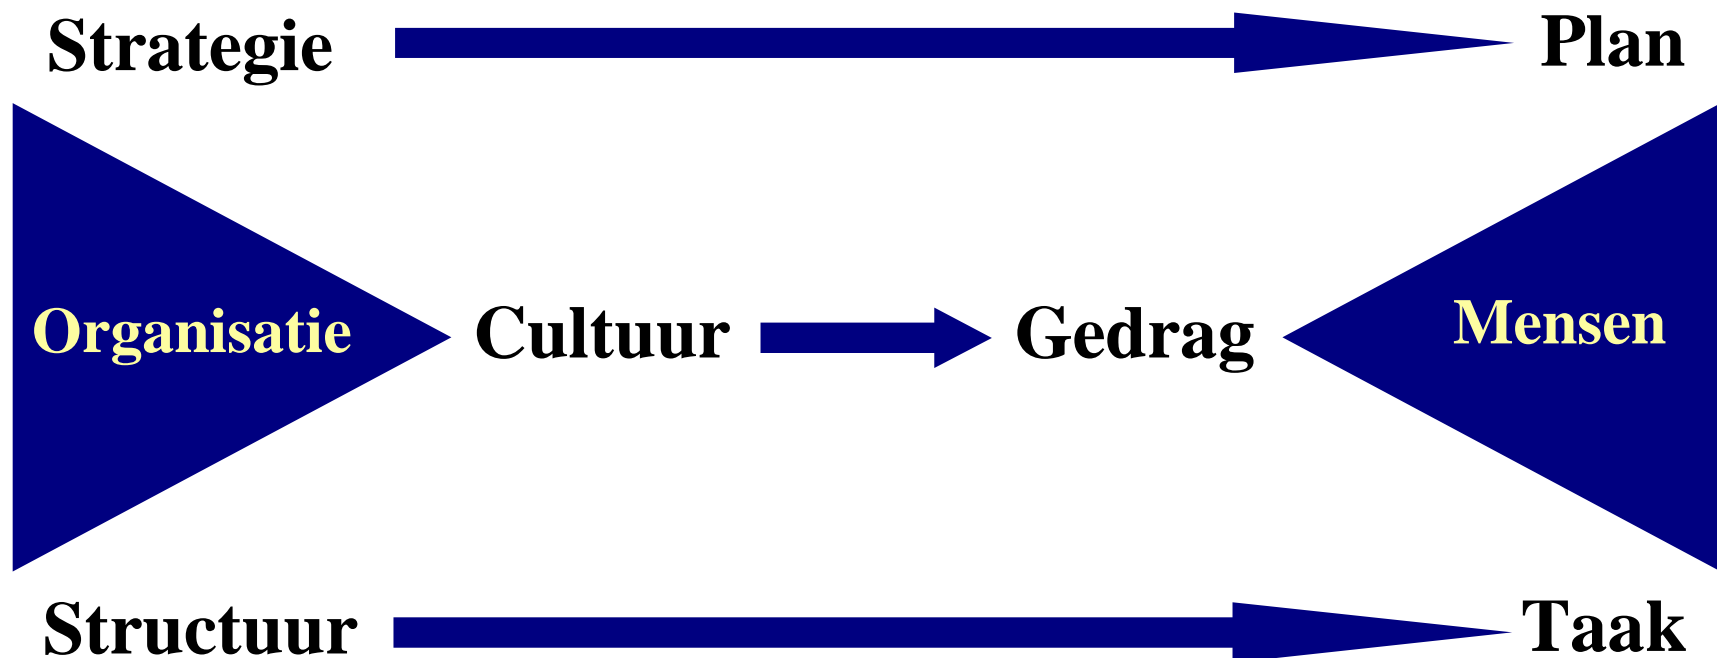 Strategie
Plan
Organisatie
Cultuur
Gedrag
Mensen
Structuur
Taak